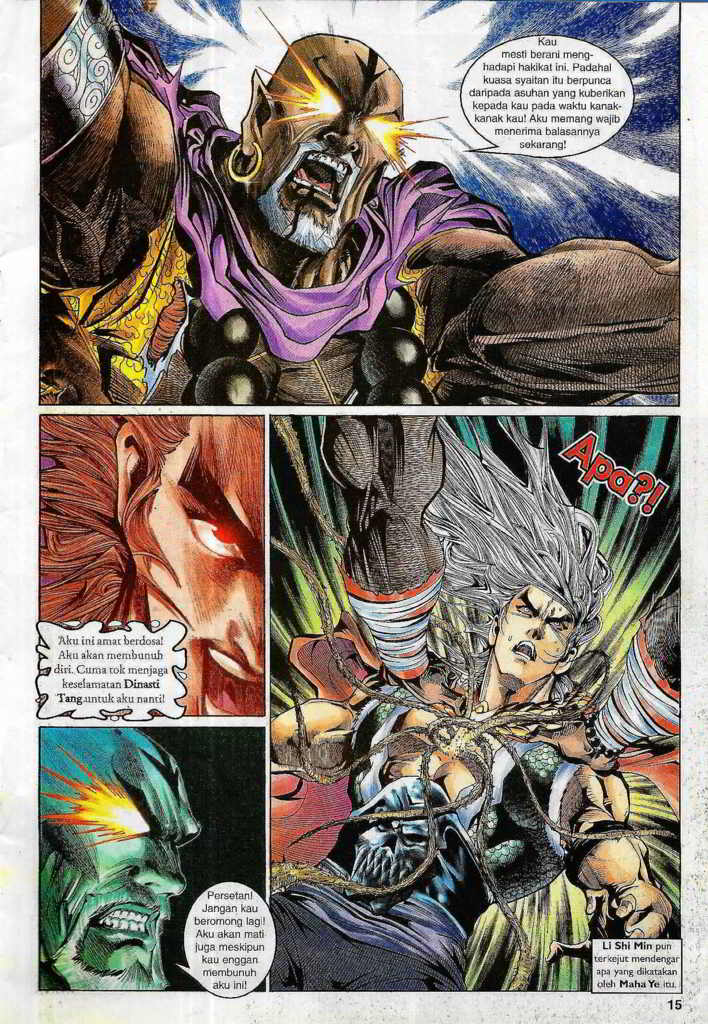 Kau
mesti berani meng-
hadapi hakikat ini. Padahal
kuasa syaitan itu berpunca
daripada asuhan yang kuberikan
kepada kau pada waktu kanak-
kanak kau! Aku memang wajib
menerima balasannya
sekarang!
Apa?!
'Aku ini amat berdosa!
Aku akan membunuh
diri. Cuma tok menjaga
keselamatan Dinasti
Tang untuk aku nanti!
Persetan!
Jangan kau
beromong lagi!
Aku akan mati
juga meskipun
kau enggan
membunuh
aku ini!
Li Shi Min pun
terkejut mendengar
apa yang dikatakan
oleh Maha Ye itu.
15